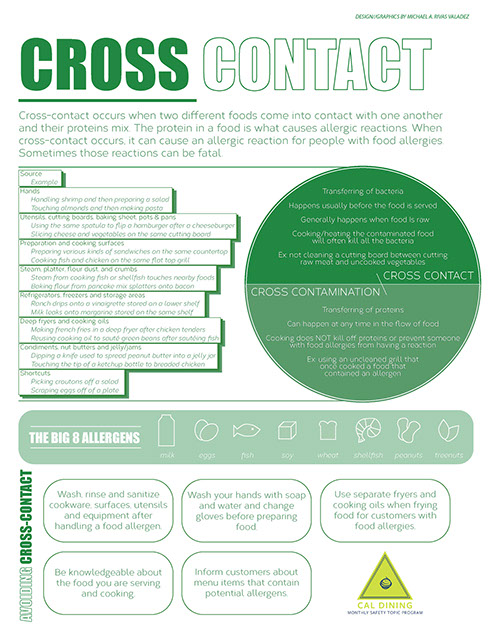 DESIGN//GRAPHICS BY MICHAEL A. RIVAS VALADEZ
CROSS CONTACT
Cross-contact occurs when two different foods come into contact with one another
and their proteins mix. The protein in a food is what causes allergic reactions. When
cross-contact occurs, it can cause an allergic reaction for people with food allergies.
Sometimes those reactions can be fatal.
Source
Example
Hands
Handling shrimp and then preparing a salad
Touching almonds and then making pasta
Utensils, cutting boards, baking sheet, pots & pans
Using the same spatula to flip a hamburger after a cheeseburger
Slicing cheese and vegetables on the same cutting board
Preparation and cooking surfaces
Preparing various kinds of sandwiches on the same countertop
Cooking fish and chicken on the same flat top grill
Steam, platter, flour dust, and crumbs
Steam from cooking fish or shellfish touches nearby foods
Baking flour from pancake mix splatters onto bacon
Refrigerators, freezers and storage areas
Ranch drips onto a vinaigrette stored on a lower shelf
Milk leaks onto margarine stored on the same shelf
Deep fryers and cooking oils
Making french fries in a deep fryer after chicken tenders
Reusing cooking oil to sauté green beans after sautéing fish
Condiments, nut butters and jelly/jams
Dipping a knife used to spread peanut butter into a jelly jar
Touching the tip of a ketchup bottle to breaded chicken
Shortcuts
Picking croutons off a salad
Scraping eggs off of a plate
Transferring of bacteria
Happens usually before the food is served
Generally happens when food Is raw
Cooking/heating the contaminated food
will often kill all the bacteria
Ex: not cleaning a cutting board between cutting
raw meat and uncooked vegetables
CROSS CONTACT
CROSS CONTAMINATION
Transferring of proteins
Can happen at any time in the flow of food
Cooking does NOT kill off proteins or prevent someone
with food allergies from having a reaction
Ex: using an uncleaned grill that
once cooked a food that
contained an allergen
THE BIG 8 ALLERGENS
milk eggs fish soy wheat shellfish peanuts treenuts
AVOIDING CROSS-CONTACT
Wash, rinse and sanitize
cookware, surfaces, utensils
and equipment after
handling a food allergen.
Wash your hands with soap
and water and change
gloves before preparing
food.
Use separate fryers and
cooking oils when frying
food for customers with
food allergies.
Be knowledgeable about
the food you are serving
and cooking.
Inform customers about
menu items that contain
potential allergens.
CAL DINING
MONTHLY SAFETY TOPIC PROGRAM